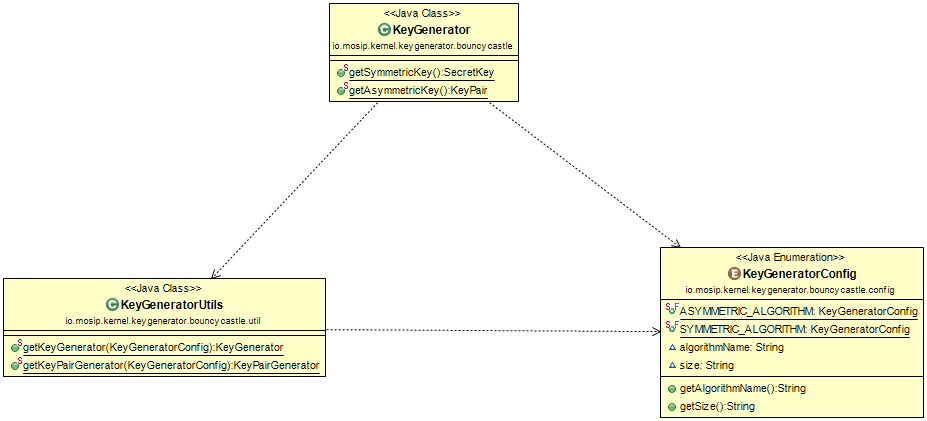 <<Java Class>>
KeyGenerator
io.mosip.kernel.keygenerator.bouncycastle
getSymmetricKey():SecretKey
getAsymmetricKey():KeyPair
<<Java Class>>
KeyGeneratorUtils
io.mosip.kernel.keygenerator.bouncycastle.util
getKeyGenerator(KeyGeneratorConfig):KeyGenerator
getKeyPairGenerator(KeyGeneratorConfig):KeyPairGenerator
<<Java Enumeration>>
KeyGeneratorConfig
io.mosip.kernel.keygenerator.bouncycastle.config
ASYMMETRIC_ALGORITHM: KeyGeneratorConfig
SYMMETRIC_ALGORITHM: KeyGeneratorConfig
algorithmName: String
size: String
getAlgorithmName():String
getSize():String